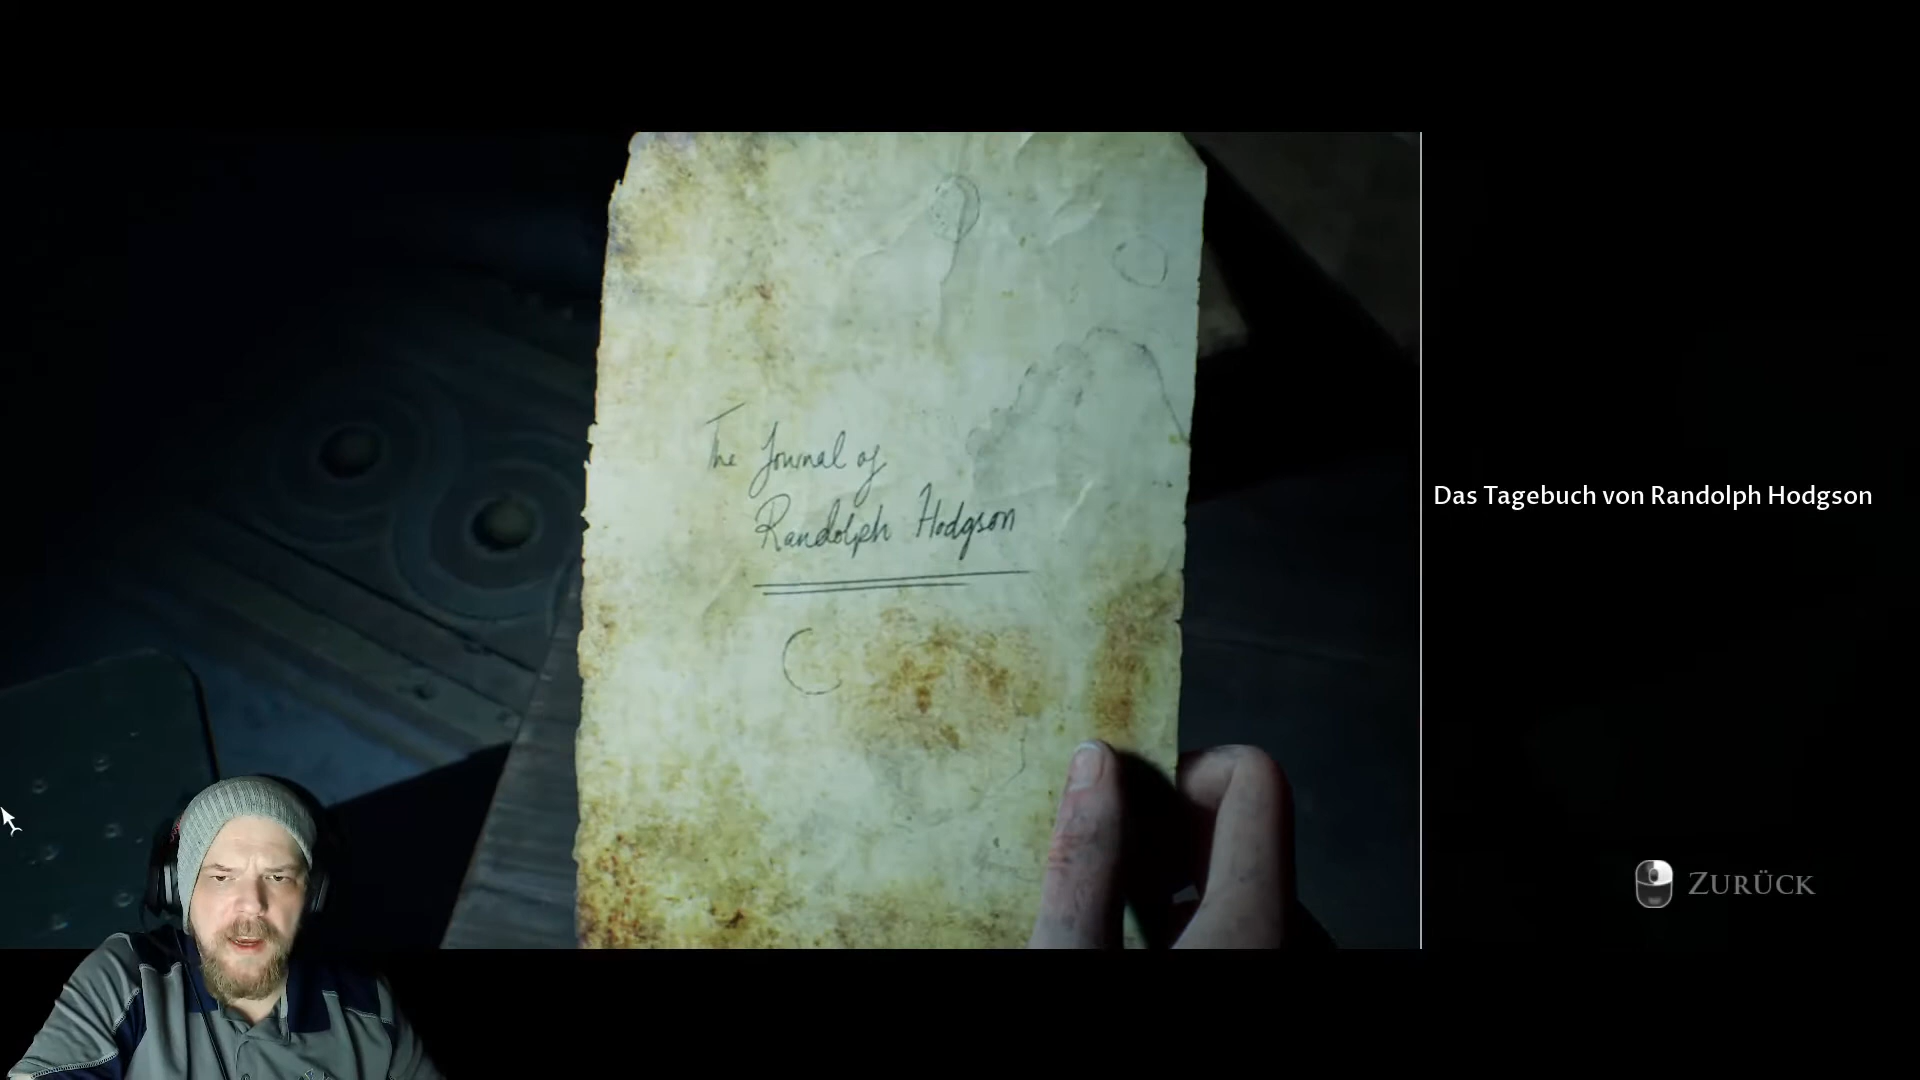 The Journal of
Randolph Hodgson
Das Tagebuch von Randolph Hodgson
ZURÜCK